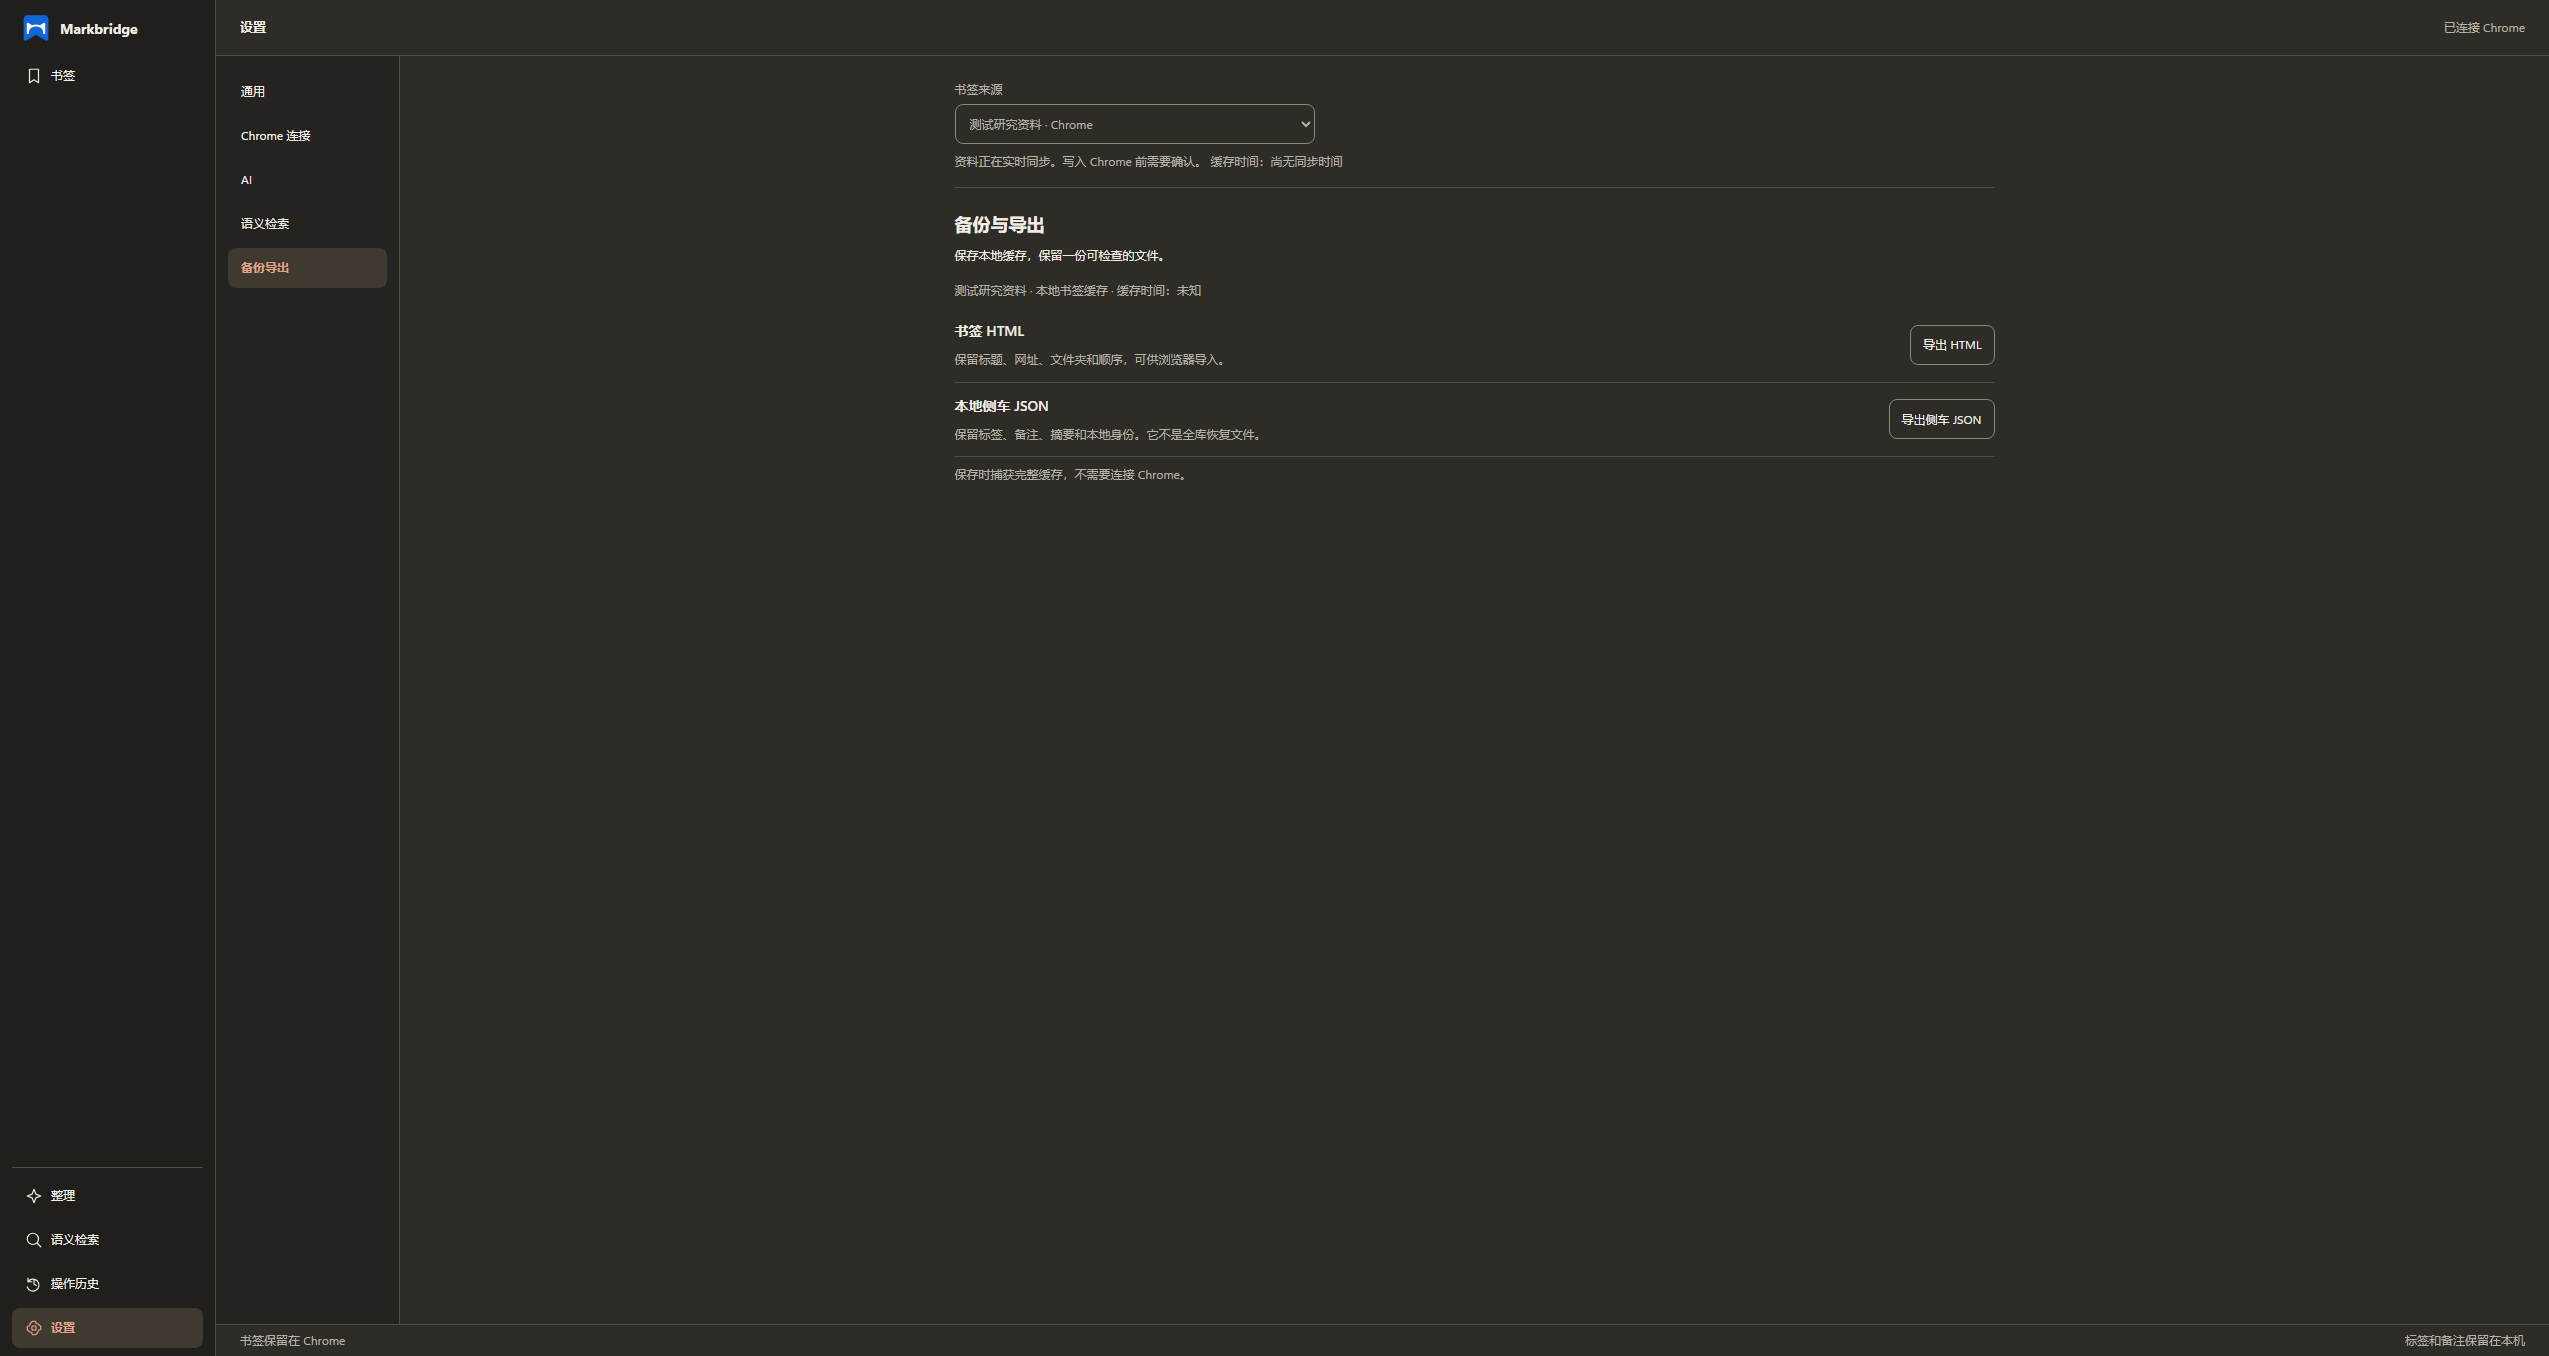 Markbridge
书签
整理
语义检索
操作历史
设置
设置
已连接 Chrome
通用
Chrome 连接
AI
语义检索
备份导出
书签来源
测试研究资料 · Chrome
资料正在实时同步。写入 Chrome 前需要确认。 缓存时间：尚无同步时间
备份与导出
保存本地缓存，保留一份可检查的文件。
测试研究资料 · 本地书签缓存 · 缓存时间：未知
书签 HTML
保留标题、网址、文件夹和顺序，可供浏览器导入。
导出 HTML
本地侧车 JSON
保留标签、备注、摘要和本地身份。它不是全库恢复文件。
导出侧车 JSON
保存时捕获完整缓存，不需要连接 Chrome。
书签保留在 Chrome
标签和备注保留在本机